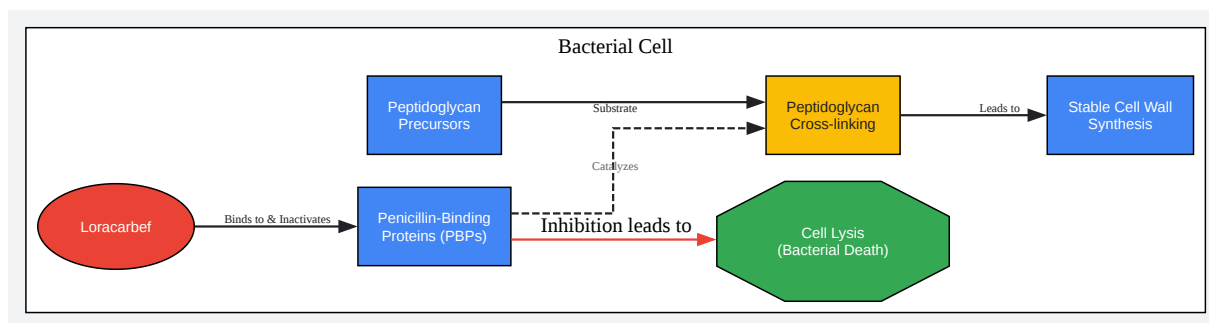 Bacterial Cell
Peptidoglycan
Precursors
Substrate
Peptidoglycan
Cross-linking
Leads to
Stable Cell Wall
Synthesis
Catalyzes
Loracarbef
Binds to & Inactivates
Penicillin-Binding
Proteins (PBPs)
Inhibition leads to
Cell Lysis
(Bacterial Death)